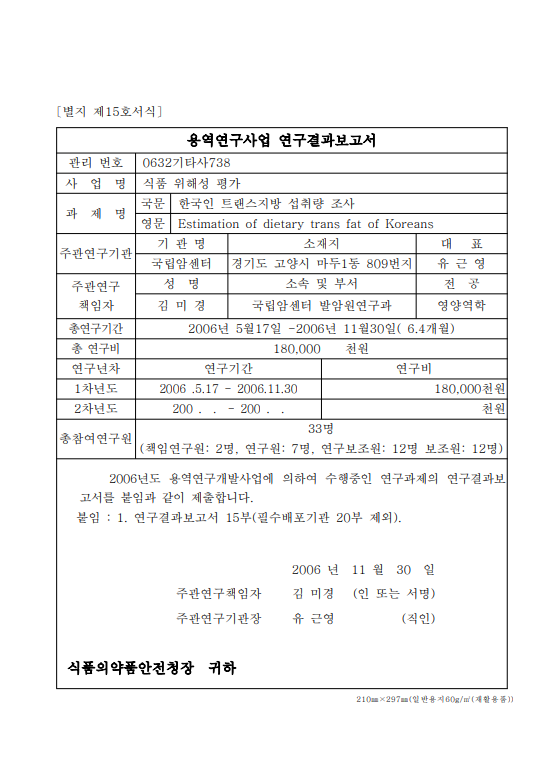 [별지 제15호서식]
용역연구사업 연구결과보고서
관리 번호 0632기타사738
사 업 명 식품 위해성 평가
과 제 명 국문 한국인 트랜스지방 섭취량 조사
영문 Estimation of dietary trans fat of Koreans
주관연구기관 기 관 명 소재지 대 표
국립암센터 경기도 고양시 마두1동 809번지 유 근 영
주관연구 책임자 성 명 소속 및 부서 전 공
김 미 경 국립암센터 발암원연구과 영양역학
총연구기간 2006년 5월17일 -2006년 11월30일( 6.4개월)
총 연구비 180,000 천원
연구년차 연구기간 연구비
1차년도 2006 .5.17 - 2006.11.30 180,000천원
2차년도 200 . . - 200 . . 천원
총참여연구원 33명
(책임연구원: 2명, 연구원: 7명, 연구보조원: 12명 보조원: 12명)
2006년도 용역연구개발사업에 의하여 수행중인 연구과제의 연구결과보
고서를 붙임과 같이 제출합니다.
붙임 : 1. 연구결과보고서 15부(필수배포기관 20부 제외).
2006 년 11 월 30 일
주관연구책임자 김 미경 (인 또는 서명)
주관연구기관장 유 근영 (직인)
식품의약품안전청장 귀하
210㎜×297㎜(일반용지60g/㎡(재활용품))